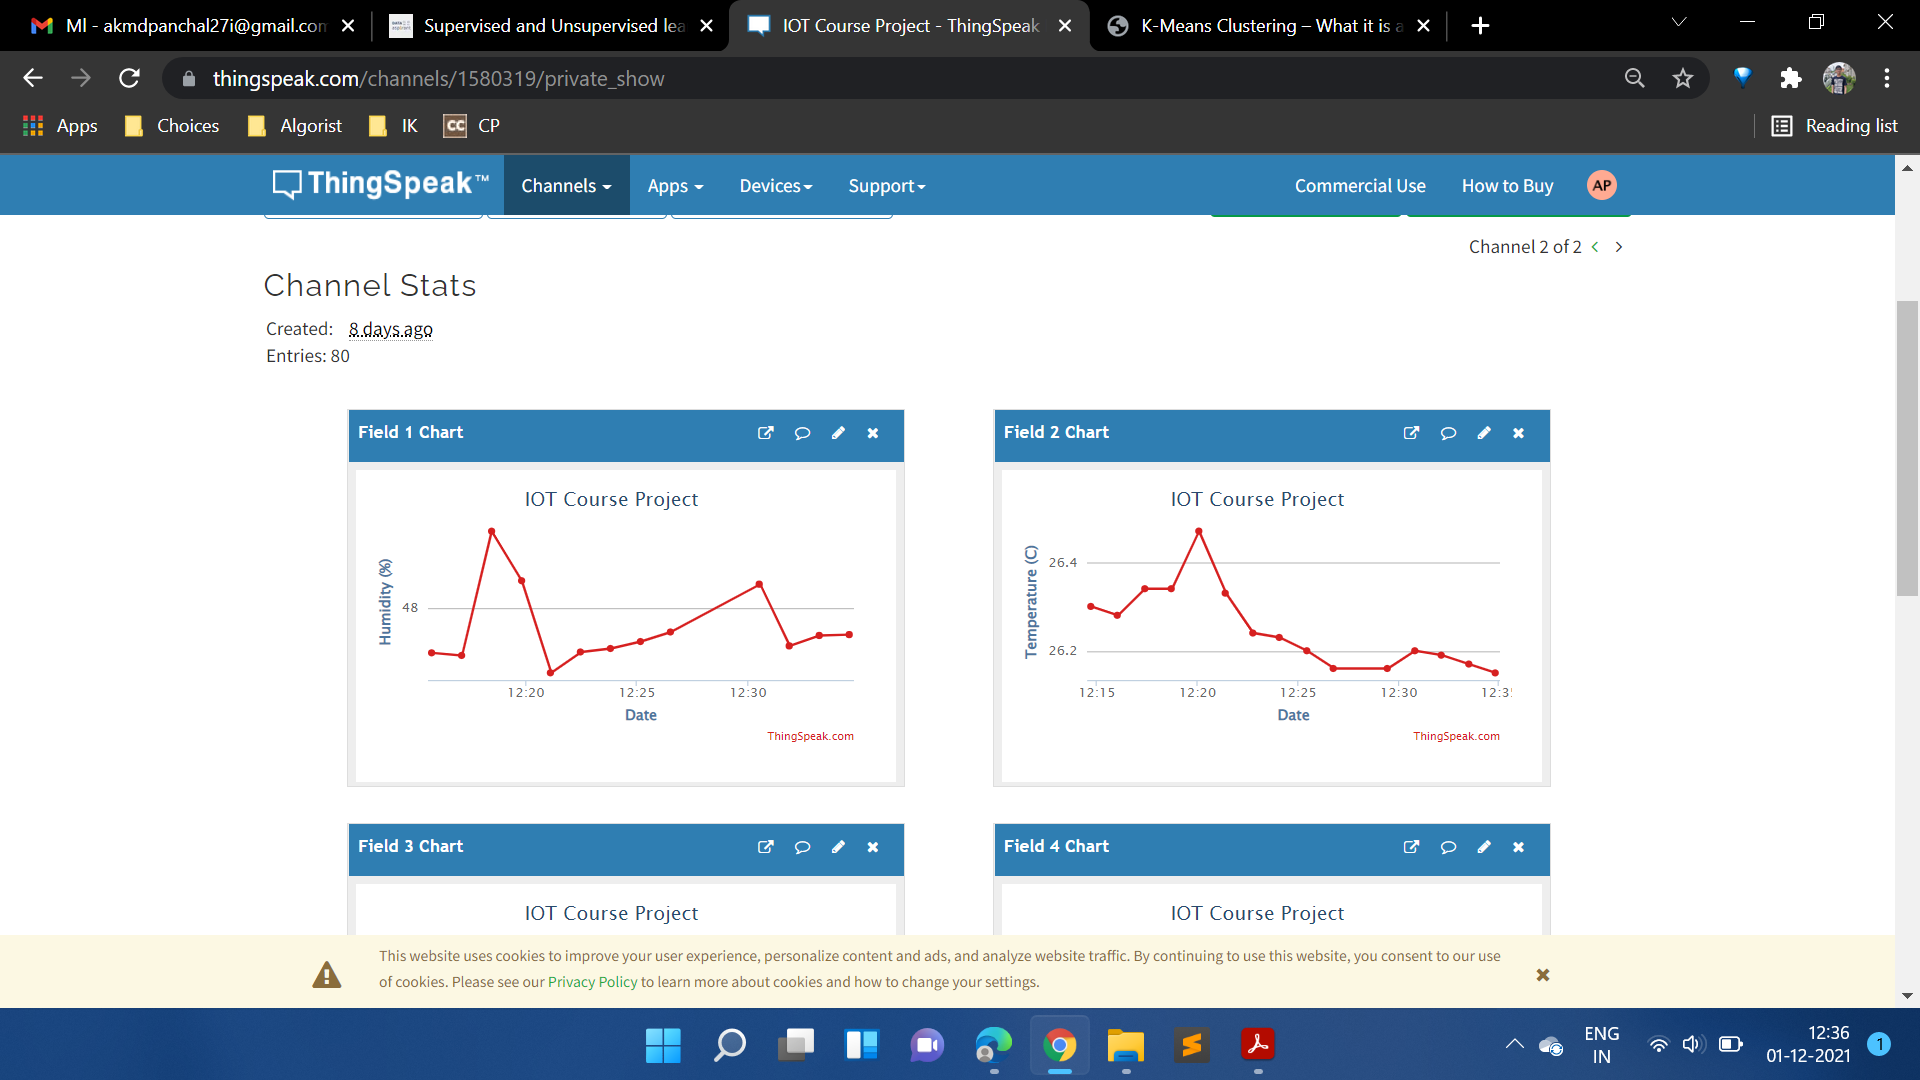 MI - akmdpanchal27i@gmail.com
Supervised and Unsupervised lea
IOT Course Project - ThingSpeak
K-Means Clustering – What it is a
thingspeak.com/channels/1580319/private_show
Apps
Choices
Algorist
IK
CC CP
Reading list
ThingSpeak™
Channels
Apps
Devices
Support
Commercial Use
How to Buy
AP
Channel 2 of 2
Channel Stats
Created: 8 days ago
Entries: 80
Field 1 Chart
IOT Course Project
Humidity (%)
48
12:20 12:25 12:30
Date
ThingSpeak.com
Field 2 Chart
IOT Course Project
Temperature (C)
26.4
26.2
12:15 12:20 12:25 12:30 12:3
Date
ThingSpeak.com
Field 3 Chart
IOT Course Project
Field 4 Chart
IOT Course Project
This website uses cookies to improve your user experience, personalize content and ads, and analyze website traffic. By continuing to use this website, you consent to our use
of cookies. Please see our Privacy Policy to learn more about cookies and how to change your settings.
ENG
IN
12:36
01-12-2021
1